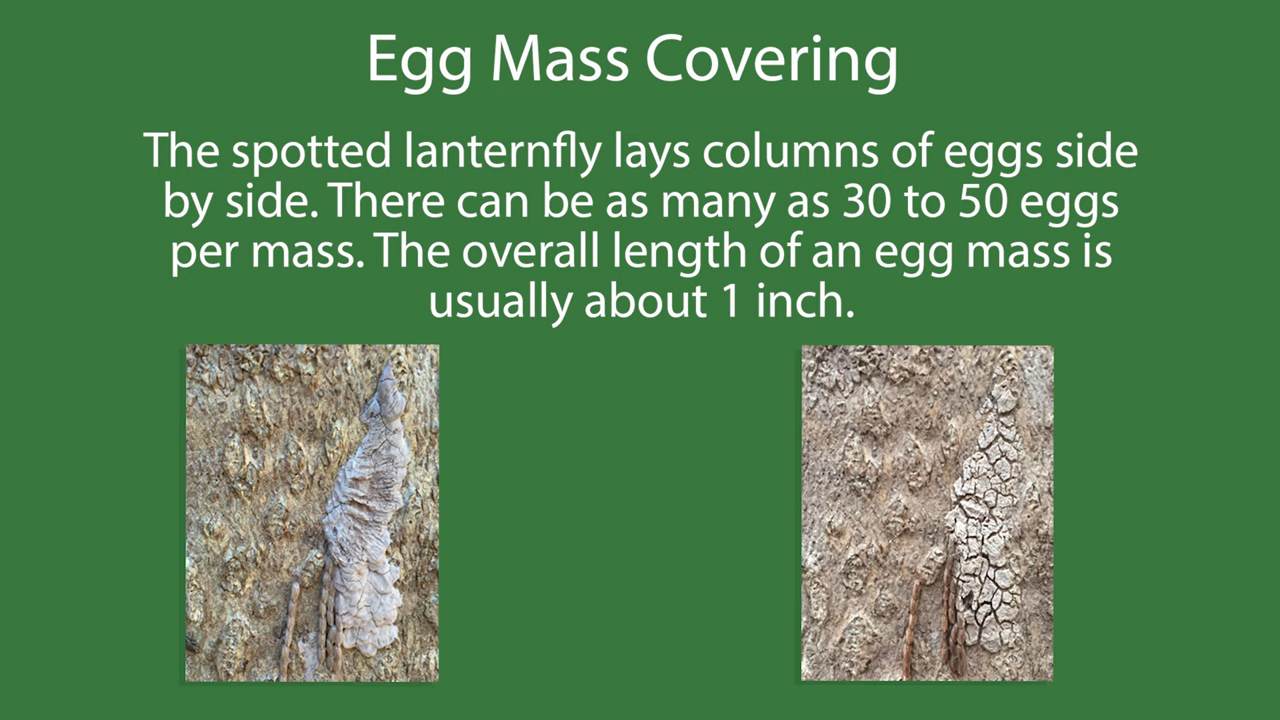 Egg Mass Covering
The spotted lanternfly lays columns of eggs side
by side. There can be as many as 30 to 50 eggs
per mass. The overall length of an egg mass is
usually about 1 inch.